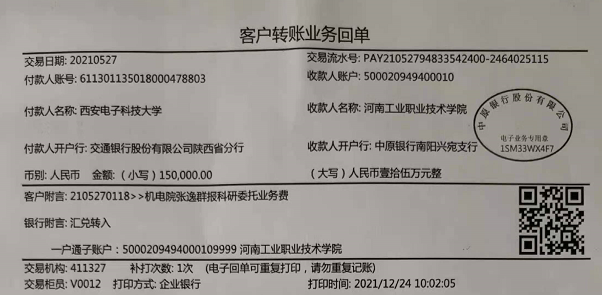 客户转账业务回单
交易日期: 20210527 交易流水号: PAY21052794833542400-2464025115
付款人账号: 611301135018000478803 收款人账户: 500020949400010
付款人名称: 西安电子科技大学 收款人名称: 河南工业职业技术学院
中原银行股份有限公司
电子业务专用章
1SM33WX4F7
付款人开户行: 交通银行股份有限公司陕西省分行 收款人开户行: 中原银行南阳兴宛支行
币别: 人民币 金额: (小写) 150,000.00 (大写) 人民币壹拾伍万元整
客户附言: 2105270118>>机电院张逸群报科研委托业务费
银行附言: 汇兑转入
一户通子账户: 5000209494000109999 河南工业职业技术学院
交易机构: 411327 补打次数: 1次 (电子回单可重复打印, 请勿重复记账)
交易柜员: V0012 打印方式: 企业银行 打印时间: 2021/12/24 10:02:05